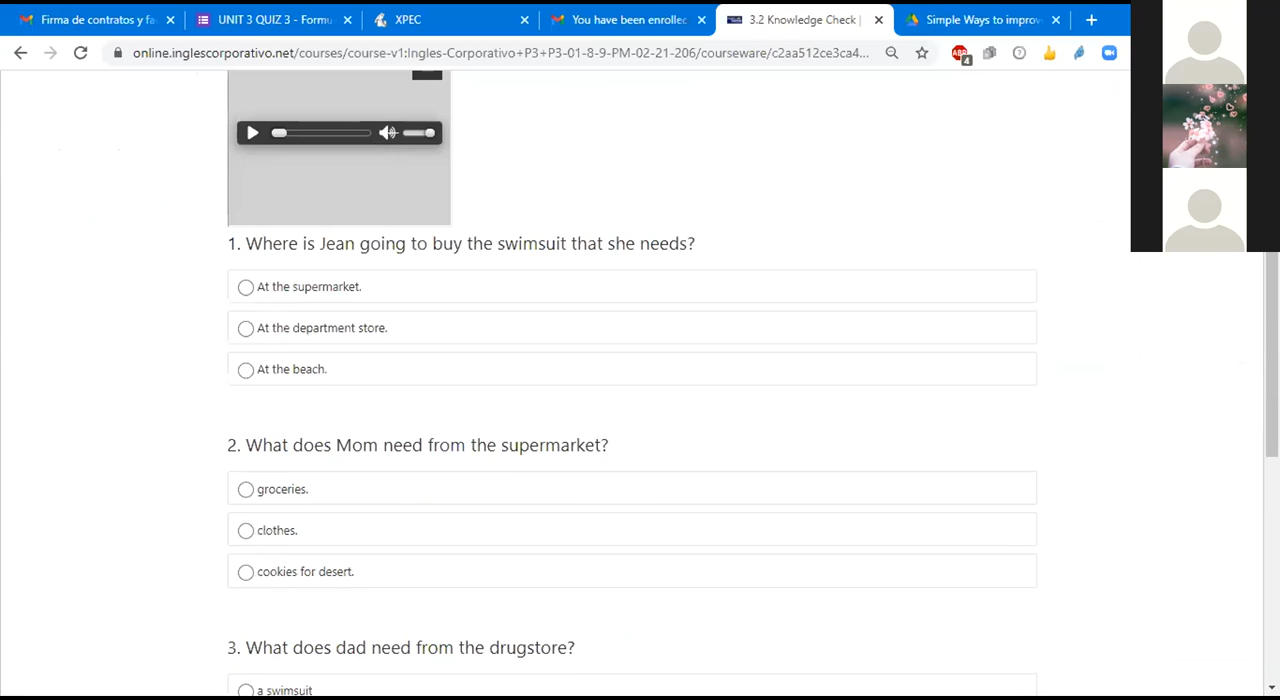 Firma de contratos y fa
UNIT 3 QUIZ 3 - Formu
XPEC
You have been enrolle
3.2 Knowledge Check |
Simple Ways to improv
online.inglescorporativo.net/courses/course-v1:Ingles-Corporativo+P3+P3-01-8-9-PM-02-21-206/courseware/c2aa512ce3ca4...
ABP
4
1. Where is Jean going to buy the swimsuit that she needs?
At the supermarket.
At the department store.
At the beach.
2. What does Mom need from the supermarket?
groceries.
clothes.
cookies for desert.
3. What does dad need from the drugstore?
a swimsuit